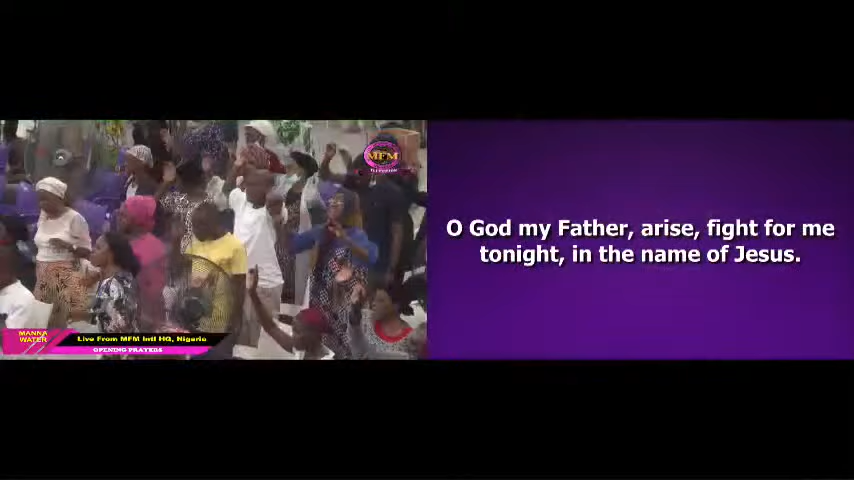 MFM
MANNA
WATER
Live From MFM Intl HQ, Nigeria
OPENING PRAYERS
O God my Father, arise, fight for me
tonight, in the name of Jesus.